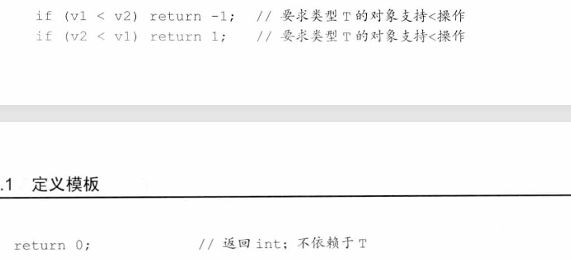 if (v1 < v2) return -1;  // 要求类型 T 的对象支持<操作
if (v2 < v1) return 1;   // 要求类型 T 的对象支持<操作
.1 定义模板
return 0;               // 返回 int; 不依赖于 T